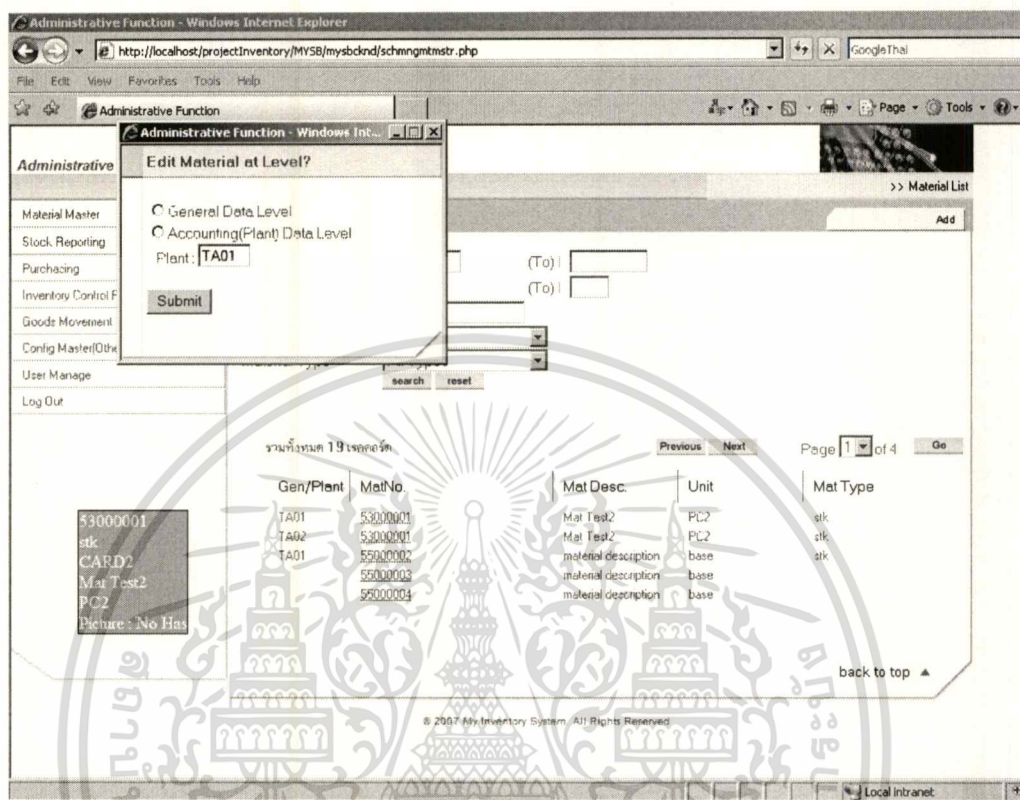 Administrative Function - Windows Internet Explorer
http://localhost/projectInventory/MYSB/mysbcknd/schmngmtmstr.php
GoogleThai
File Edit View Favorites Tools Help
Administrative Function
Page Tools
Administrative Function - Windows Int...
Edit Material at Level?
General Data Level
Accounting(Plant) Data Level
Plant : TA01
Submit
Administrative
>> Material List
Add
Material Master
Stock Reporting
Purchasing
Inventory Control F
Goods Movement
Config Master(Othe
User Manage
Log Out
(To)
(To)
search reset
รวมทั้งหมด 19 เรคคอร์ด
Previous Next
Page 1 of 4 Go
Gen/Plant MatNo. Mat Desc. Unit Mat Type
TA01 53000001 Mat Test2 PC2 stk
TA02 53000001 Mat Test2 PC2 stk
TA01 55000002 material description base stk
55000003 material description base
55000004 material description base
53000001
stk
CARD2
Mat Test2
PC2
Picture : No Has
back to top
© 2007 My Inventory System. All Rights Reserved
Local intranet